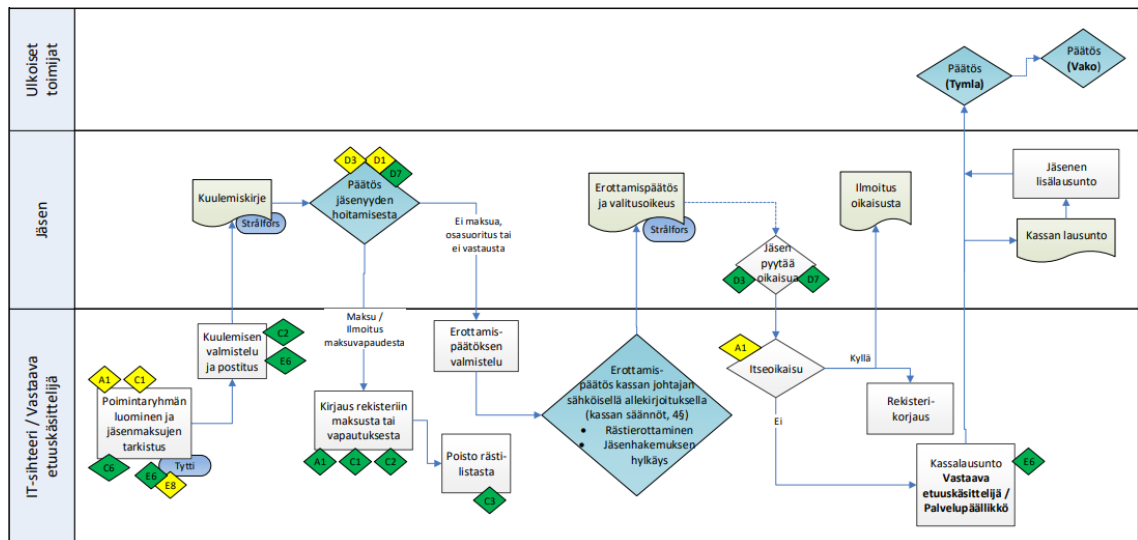 Ulkoiset
toimijat
Päätös
(Tymla)
Päätös
(Vako)
Jäsen
Kuulemiskirje
Strålfors
D3
D1
D7
Päätös
jäsenyyden
hoitamisesta
Ei maksua,
osasuoritus tai
ei vastausta
Erottamispäätös
ja valitusoikeus
Strålfors
Jäsen
pyytää
oikaisua
D3
D7
Ilmoitus
oikaisusta
Jäsenen
lisälausunto
Kassan lausunto
IT-sihteeri / Vastaava
etuuskäsittelijä
A1
C1
Poimintaryhmän
luominen ja
jäsenmaksujen
tarkistus
C6
E6
Tytti
E8
Kuulemisen
valmistelu
ja postitus
C2
E6
Maksu /
Ilmoitus
maksuvapaudesta
Kirjaus rekisteriin
maksusta tai
vapautuksesta
A1
C1
C2
Erottamis-
päätöksen
valmistelu
Poisto rästi-
listasta
C3
Erottamis-
päätös kassan johtajan
sähköisellä allekirjoituksella
(kassan säännöt, 4§)
• Rästierottaminen
• Jäsenhakemuksen
hylkäys
A1
Itseoikaisu
Kyllä
Ei
Rekisteri-
korjaus
Kassalausunto
Vastaava
etuuskäsittelijä /
Palvelupäällikkö
E6